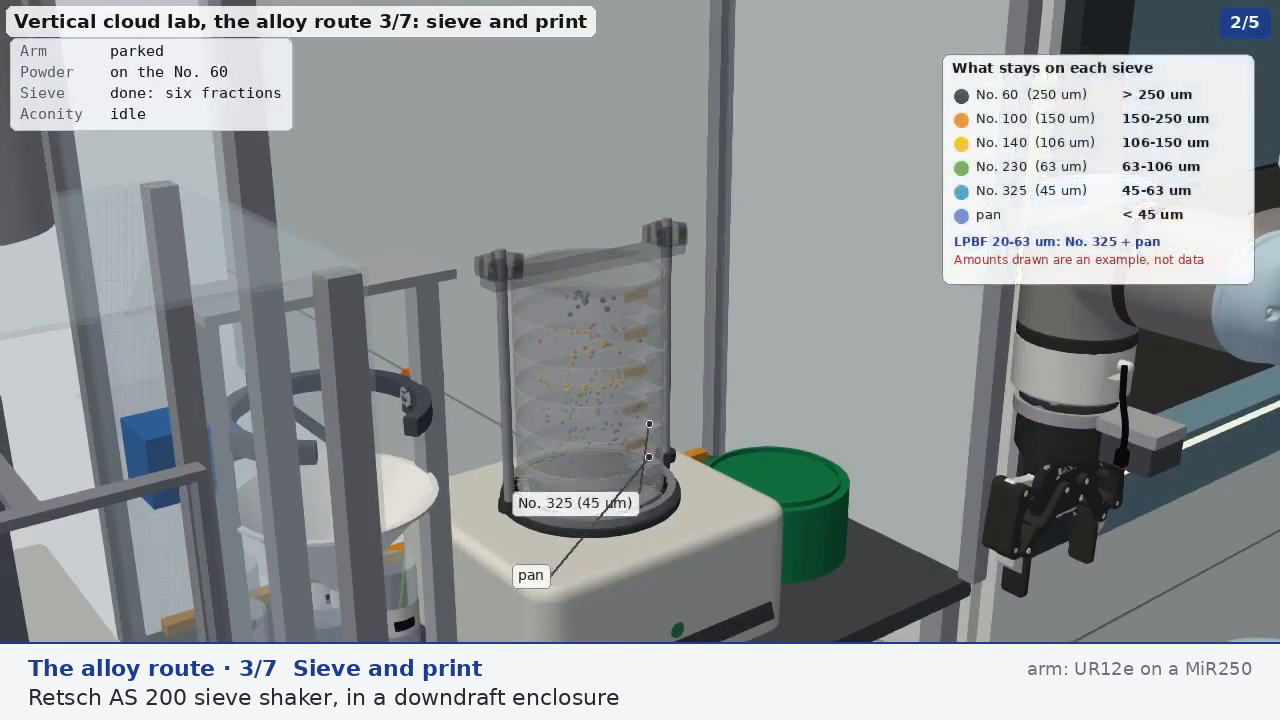 Vertical cloud lab, the alloy route 3/7: sieve and print
2/5
Arm parked
Powder on the No. 60
Sieve done: six fractions
Aconity idle
What stays on each sieve
No. 60 (250 um) > 250 um
No. 100 (150 um) 150-250 um
No. 140 (106 um) 106-150 um
No. 230 (63 um) 63-106 um
No. 325 (45 um) 45-63 um
pan < 45 um
LPBF 20-63 um: No. 325 + pan
Amounts drawn are an example, not data
No. 325 (45 um)
pan
The alloy route · 3/7 Sieve and print
arm: UR12e on a MiR250
Retsch AS 200 sieve shaker, in a downdraft enclosure